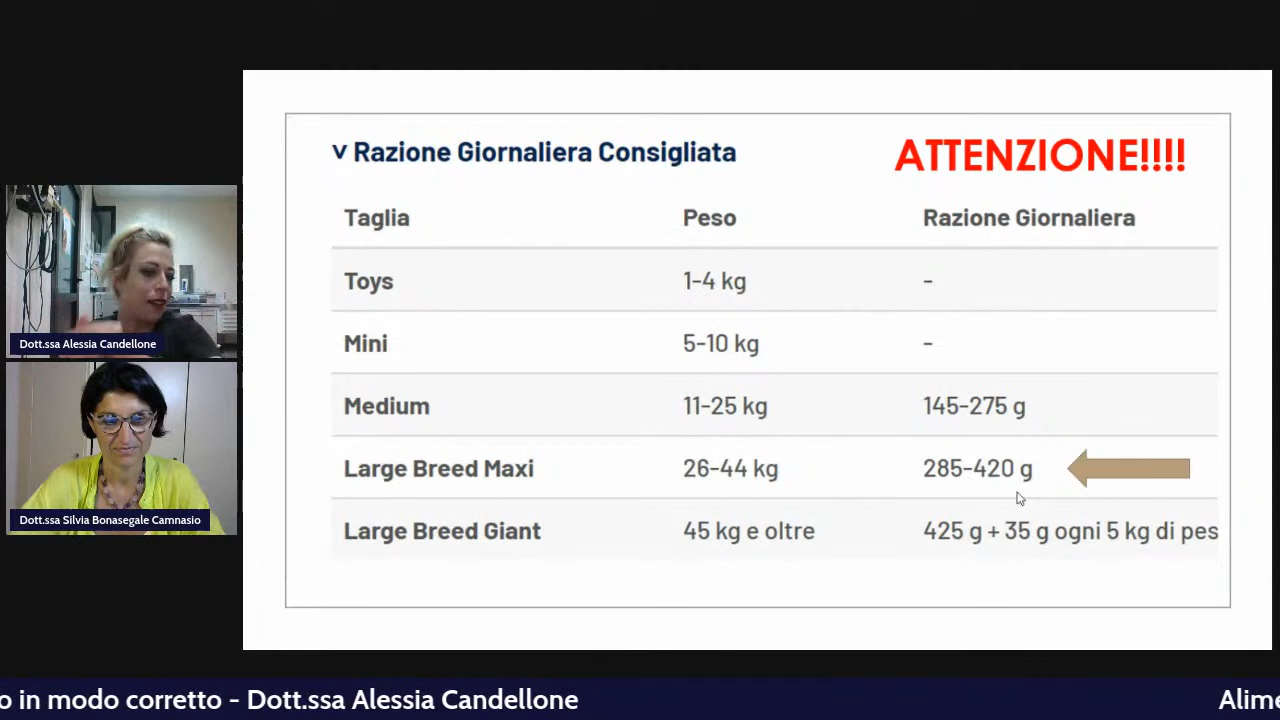 v Razione Giornaliera Consigliata
ATTENZIONE!!!!
Taglia Peso Razione Giornaliera
Toys 1-4 kg -
Mini 5-10 kg -
Medium 11-25 kg 145-275 g
Large Breed Maxi 26-44 kg 285-420 g
Large Breed Giant 45 kg e oltre 425 g + 35 g ogni 5 kg di pes
Dott.ssa Alessia Candellone
Dott.ssa Silvia Bonasegale Camnasio
o in modo corretto - Dott.ssa Alessia Candellone
Alime